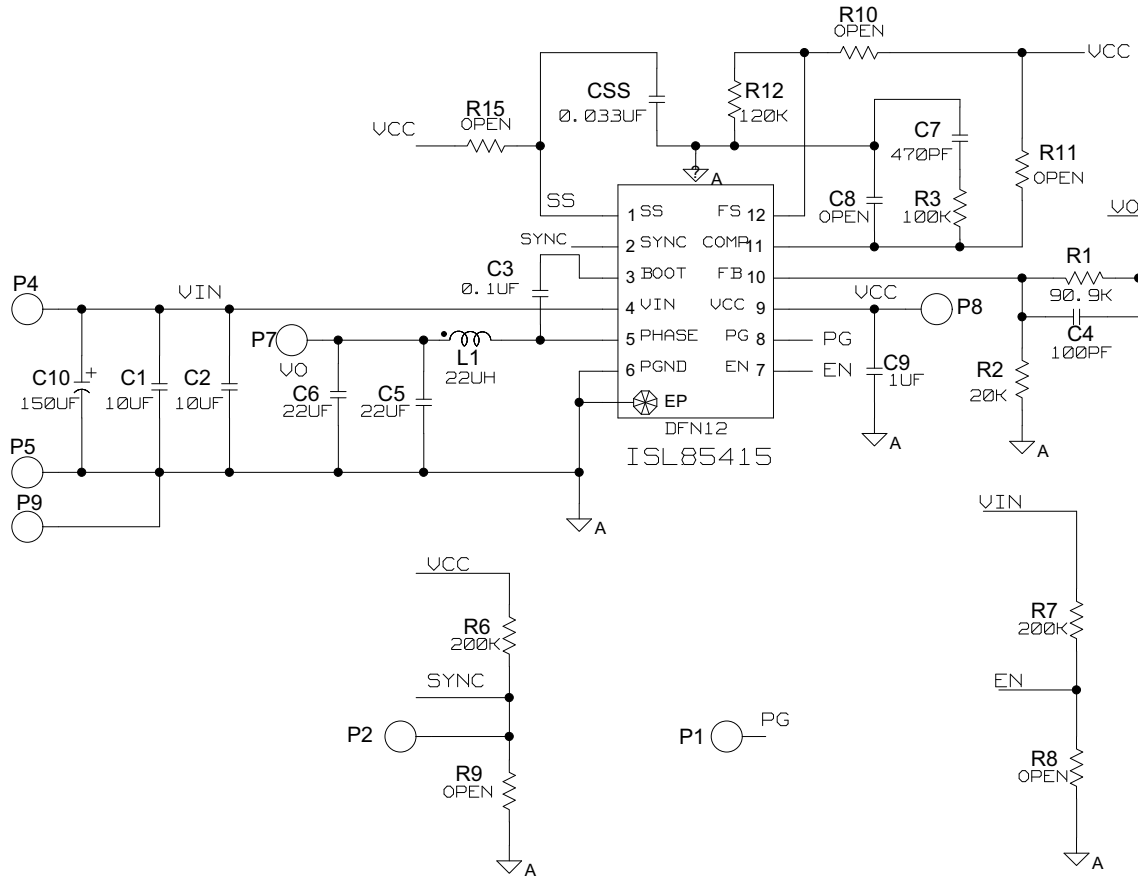 R10
OPEN
VCC
CSS
0.033UF
R12
120K
R15
OPEN
VCC
C7
470PF
R11
OPEN
? A
SS
C8
OPEN
R3
100K
VO
1 SS FS 12
SYNC
2 SYNC COMP 11
3 BOOT FB 10
4 VIN VCC 9
5 PHASE PG 8
6 PGND EN 7
EP
DFN12
ISL85415
C3
0.1UF
R1
90.9K
P4
VIN
VCC
P8
C4
100PF
P7
VO
L1
22UH
PG
EN
C9
1UF
R2
20K
C10 +
150UF
C1
10UF
C2
10UF
C6
22UF
C5
22UF
A
A
P5
P9
A
VIN
VCC
R6
200K
R7
200K
SYNC
EN
P2
P1
PG
R9
OPEN
R8
OPEN
A
A